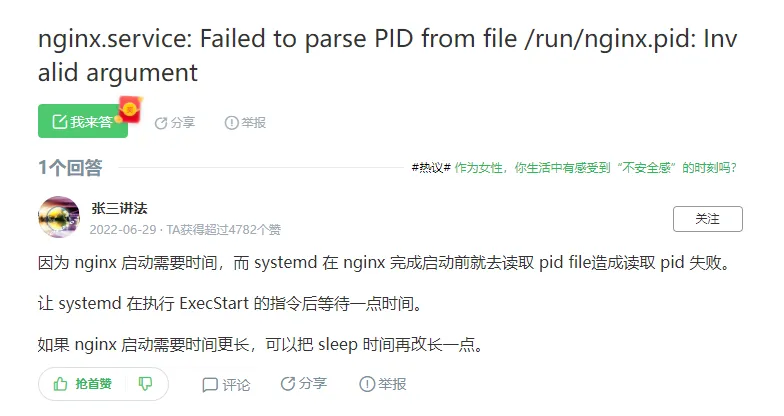 nginx.service: Failed to parse PID from file /run/nginx.pid: Inv
alid argument
我来答
分享
举报
1个回答
#热议# 作为女性，你生活中有感受到“不安全感”的时刻吗？
张三讲法
2022-06-29 · TA获得超过4782个赞
关注
因为 nginx 启动需要时间，而 systemd 在 nginx 完成启动前就去读取 pid file造成读取 pid 失败。
让 systemd 在执行 ExecStart 的指令后等待一点时间。
如果 nginx 启动需要时间更长，可以把 sleep 时间再改长一点。
抢首赞
评论
分享
举报